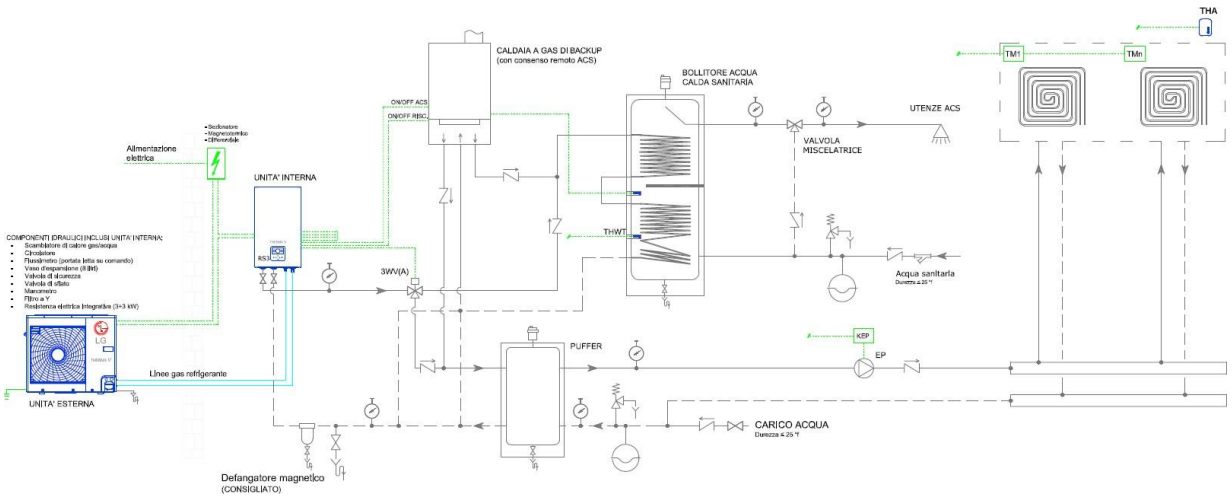 THA
TM1
TMn
CALDAIA A GAS DI BACKUP
(con consenso remoto ACS)
BOLLITORE ACQUA
CALDA SANITARIA
ON/OFF ACS
ON/OFF RISC.
UTENZE ACS
VALVOLA
MISCELATRICE
• Sezionatore
• Magnetotermico
• Differenziale
Alimentazione
elettrica
UNITA' INTERNA
RS3
THWT
3WV(A)
Acqua sanitaria
Durezza ≤ 25 °f
COMPONENTI IDRAULICI INCLUSI UNITA' INTERNA:
• Scambiatore di calore gas/acqua
• Circolatore
• Flussimetro (portata letta su comando)
• Vaso d'espansione (8 litri)
• Valvola di sicurezza
• Valvola di sfiato
• Manometro
• Filtro a Y
• Resistenza elettrica integrativa (3+3 kW)
LG
THERMA V
Linee gas refrigerante
UNITA' ESTERNA
PUFFER
KEP
EP
CARICO ACQUA
Durezza ≤ 25 °f
Defangatore magnetico
(CONSIGLIATO)